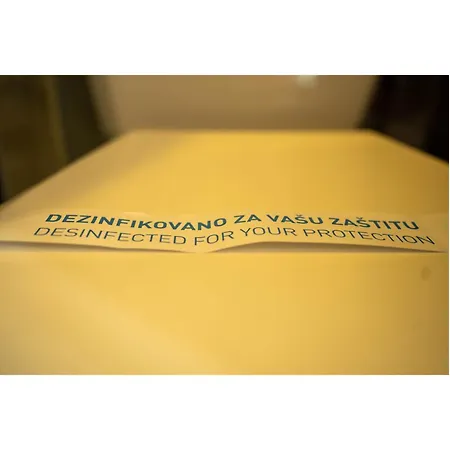 DEZINFIKOVANO ZA VAŠU ZAŠTITU
DESINFECTED FOR YOUR PROTECTION